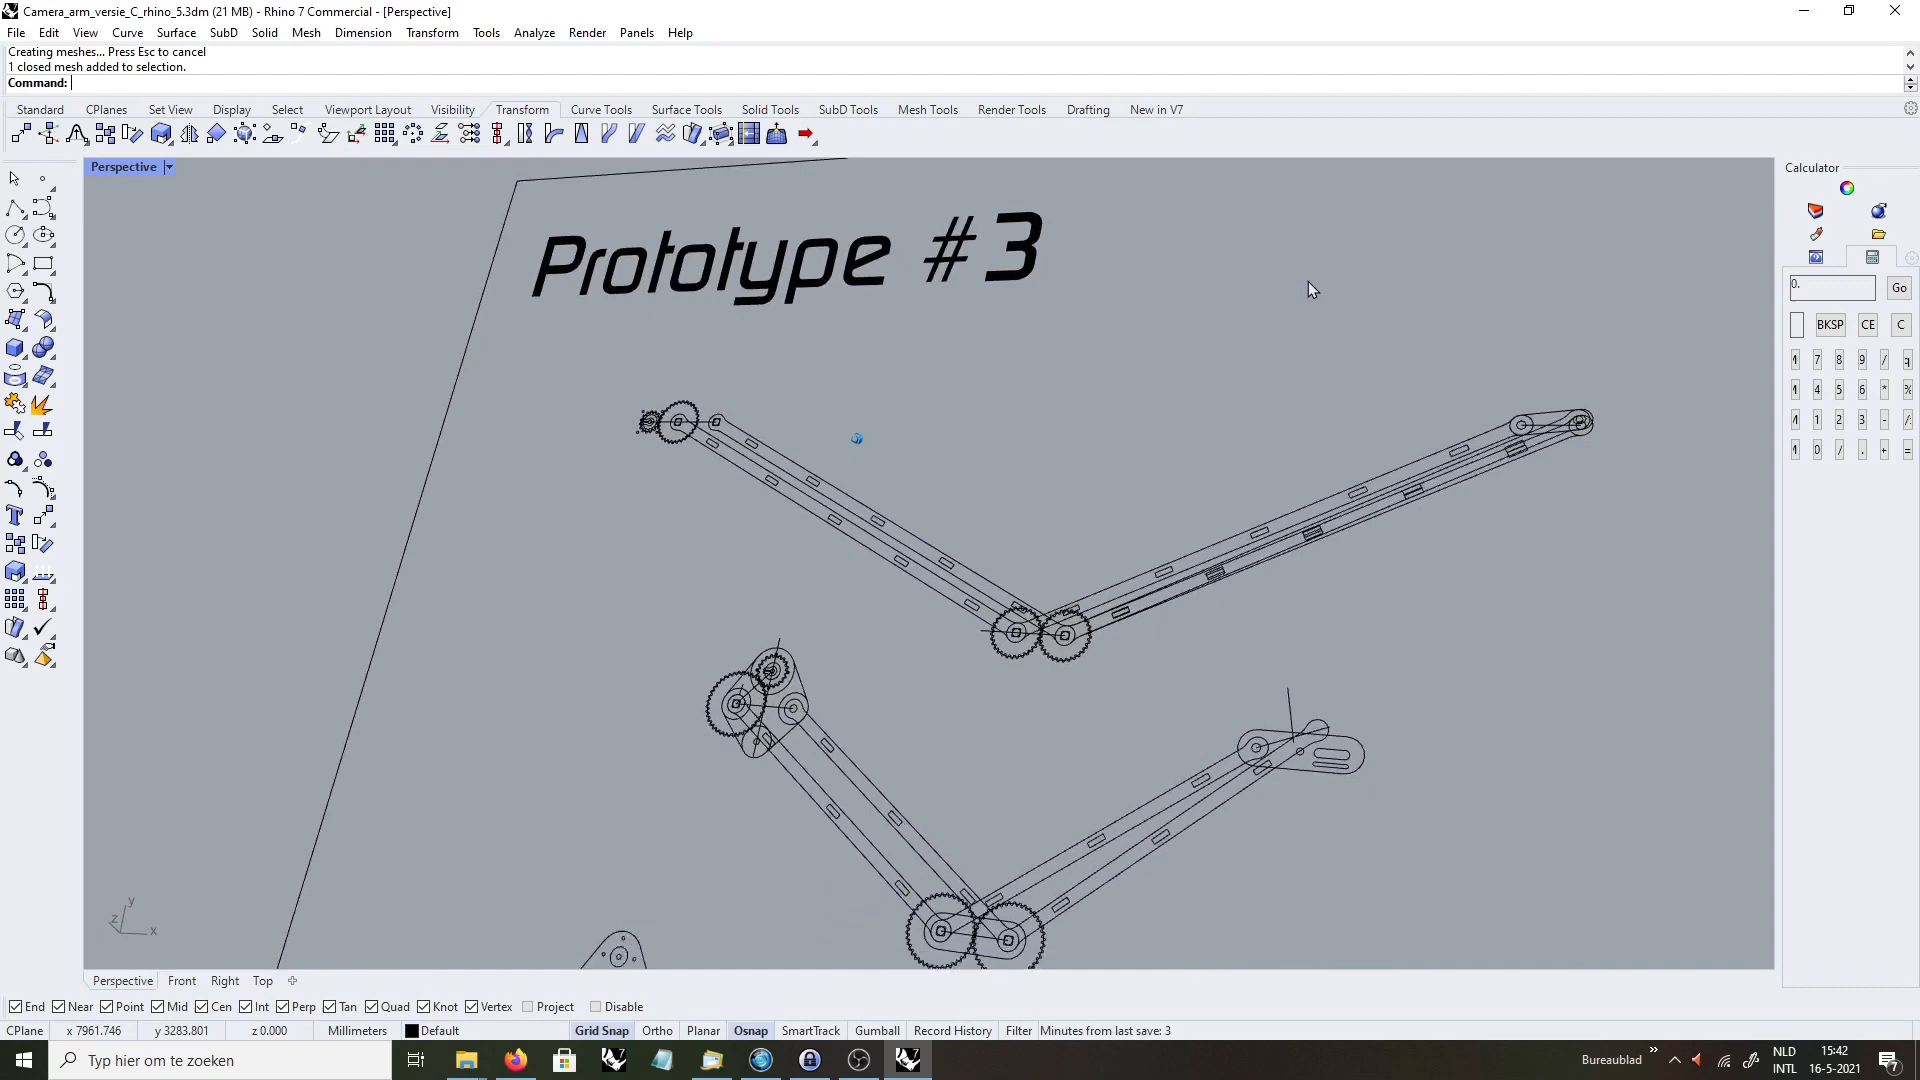 Camera_arm_versie_C_rhino_5.3dm (21 MB) - Rhino 7 Commercial - [Perspective]
File Edit View Curve Surface SubD Solid Mesh Dimension Transform Tools Analyze Render Panels Help
Creating meshes... Press Esc to cancel
1 closed mesh added to selection.
Command:
Standard CPlanes Set View Display Select Viewport Layout Visibility Transform Curve Tools Surface Tools Solid Tools SubD Tools Mesh Tools Render Tools Drafting New in V7
Perspective
Calculator
Prototype #3
0. Go
BKSP CE C
7 8 9 /
4 5 6 * %
1 2 3 -
0 / . + =
z y x
Perspective Front Right Top
End Near Point Mid Cen Int Perp Tan Quad Knot Vertex Project Disable
CPlane x 7961.746 y 3283.801 z 0.000 Millimeters Default Grid Snap Ortho Planar Osnap SmartTrack Gumball Record History Filter Minutes from last save: 3
Typ hier om te zoeken
Bureaublad
NLD
INTL
15:42
16-5-2021
7